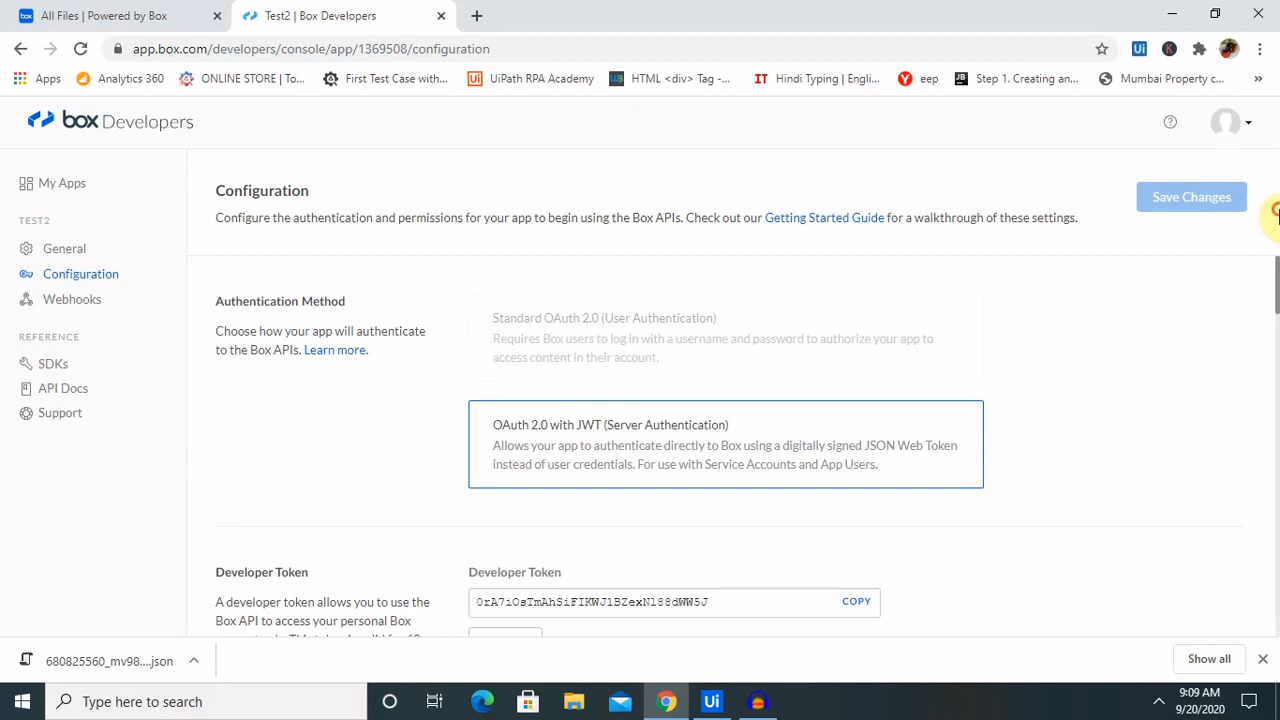 All Files | Powered by Box
Test2 | Box Developers
app.box.com/developers/console/app/1369508/configuration
Apps
Analytics 360
ONLINE STORE | To...
First Test Case with...
UiPath RPA Academy
HTML <div> Tag -...
Hindi Typing | Engli...
eep
Step 1. Creating an...
Mumbai Property c...
box Developers
My Apps
TEST2
General
Configuration
Webhooks
REFERENCE
SDKs
API Docs
Support
Configuration
Save Changes
Configure the authentication and permissions for your app to begin using the Box APIs. Check out our Getting Started Guide for a walkthrough of these settings.
Authentication Method
Choose how your app will authenticate
to the Box APIs. Learn more.
Standard OAuth 2.0 (User Authentication)
Requires Box users to log in with a username and password to authorize your app to
access content in their account.
OAuth 2.0 with JWT (Server Authentication)
Allows your app to authenticate directly to Box using a digitally signed JSON Web Token
instead of user credentials. For use with Service Accounts and App Users.
Developer Token
A developer token allows you to use the
Box API to access your personal Box
Developer Token
COPY
680825560_mv98....json
Show all
Type here to search
9:09 AM
9/20/2020